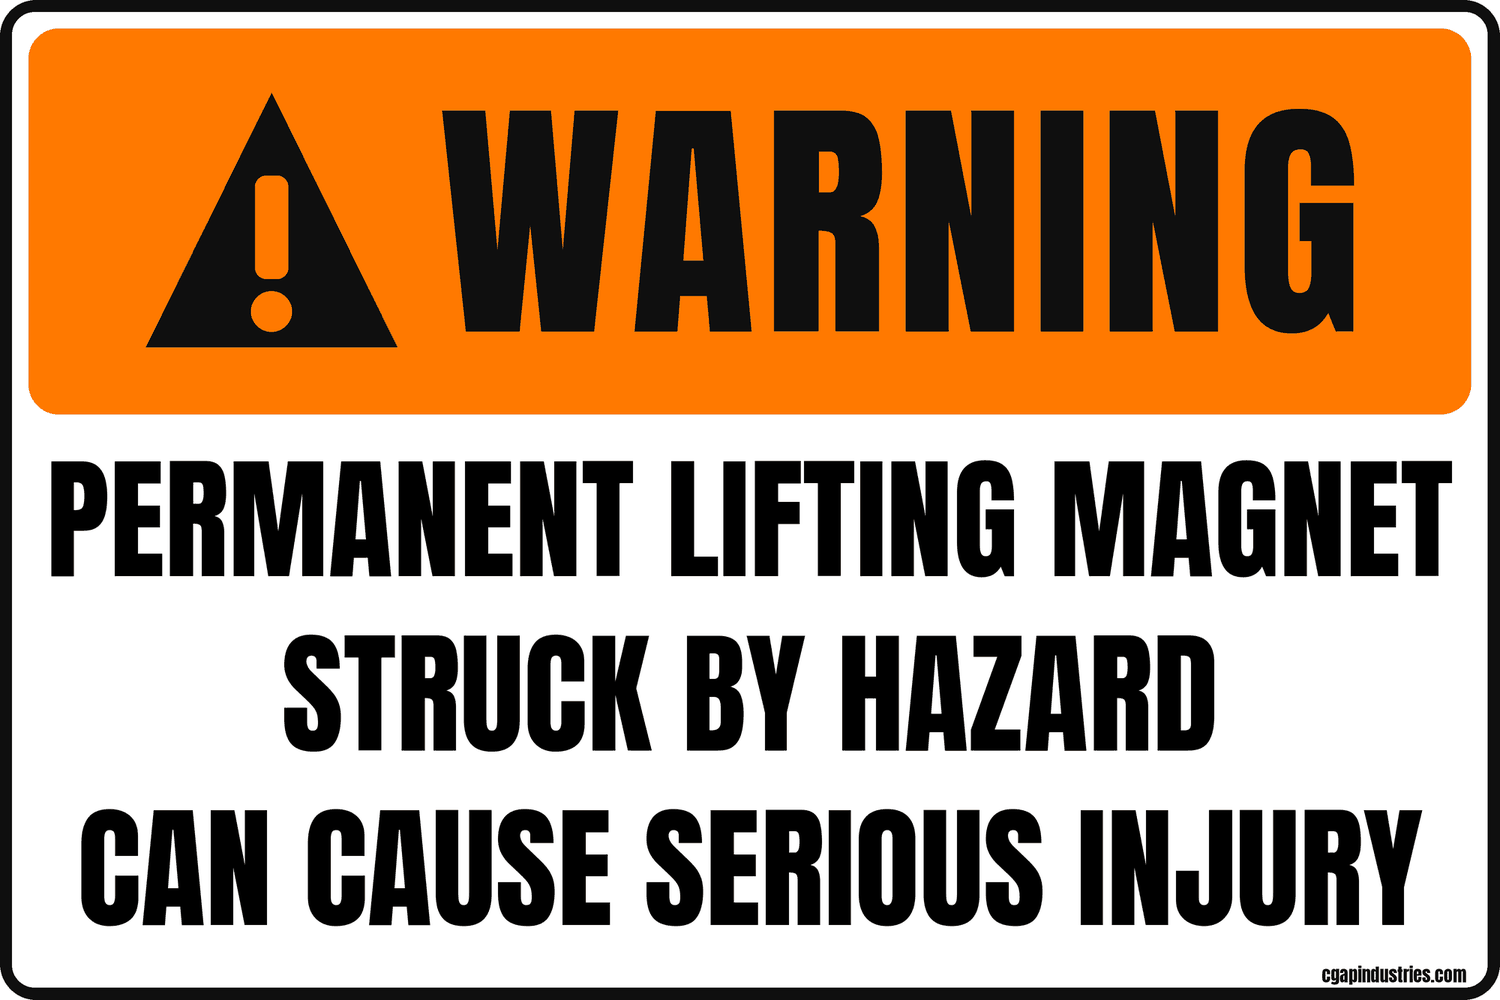 WARNING
PERMANENT LIFTING MAGNET
STRUCK BY HAZARD
CAN CAUSE SERIOUS INJURY
cgapindustries.com